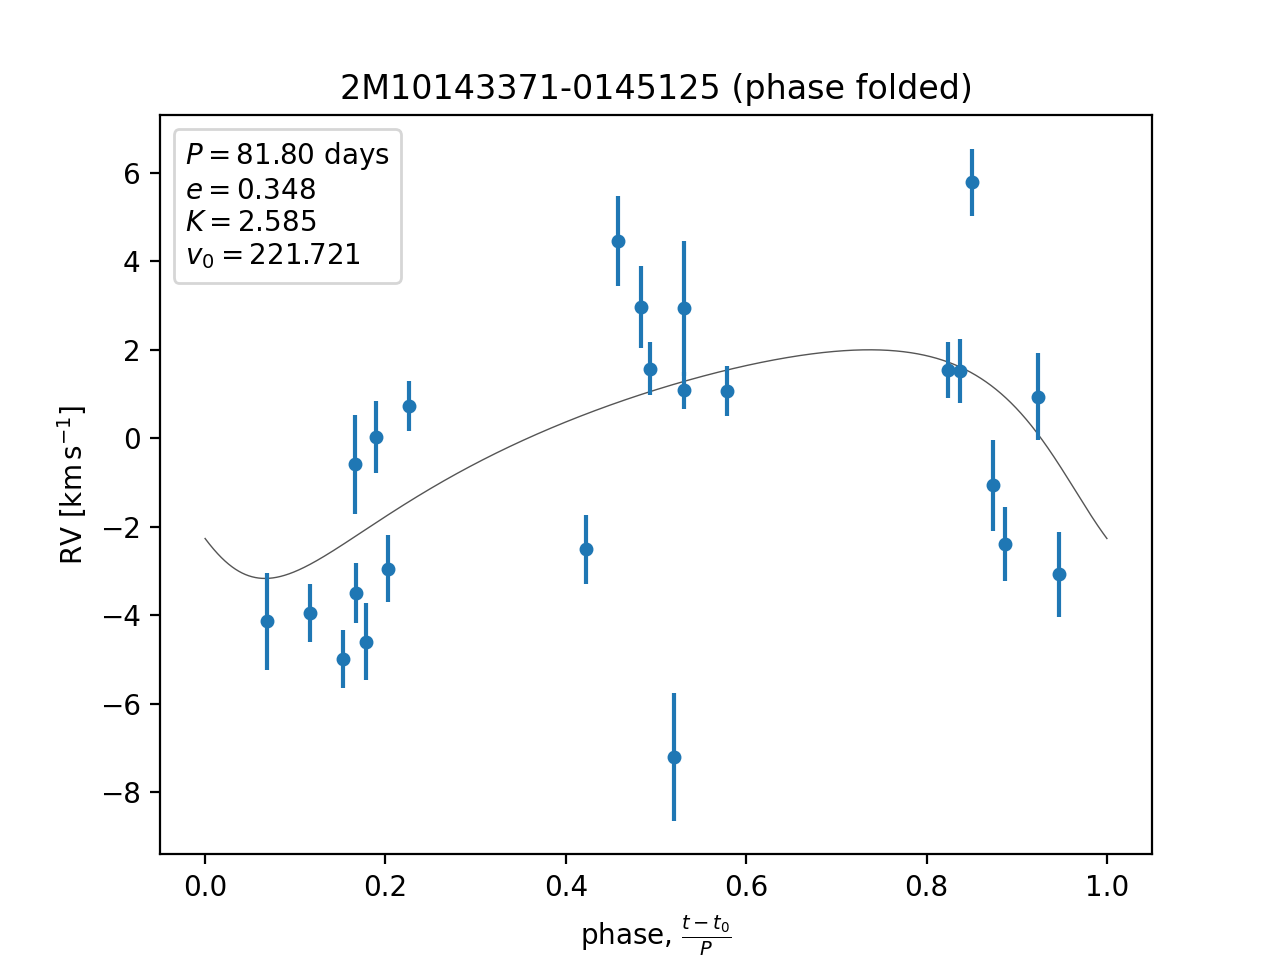 2M10143371-0145125 (phase folded)
P = 81.80 days
e = 0.348
K = 2.585
v₀ = 221.721
6
4
2
0
−2
−4
−6
−8
RV [km s⁻¹]
0.0 0.2 0.4 0.6 0.8 1.0
phase, (t − t₀)/P